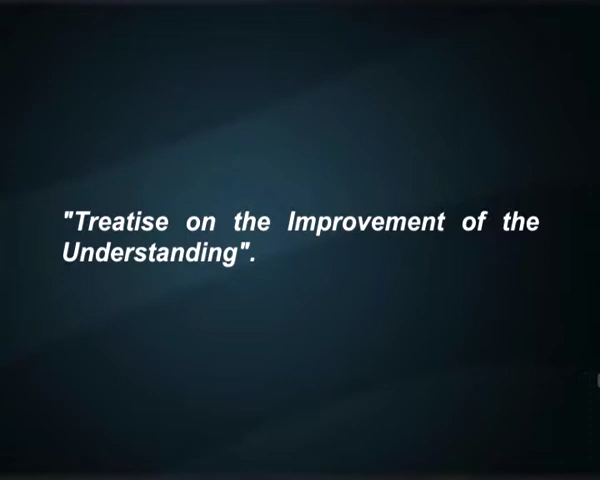 "Treatise on the Improvement of the
Understanding".